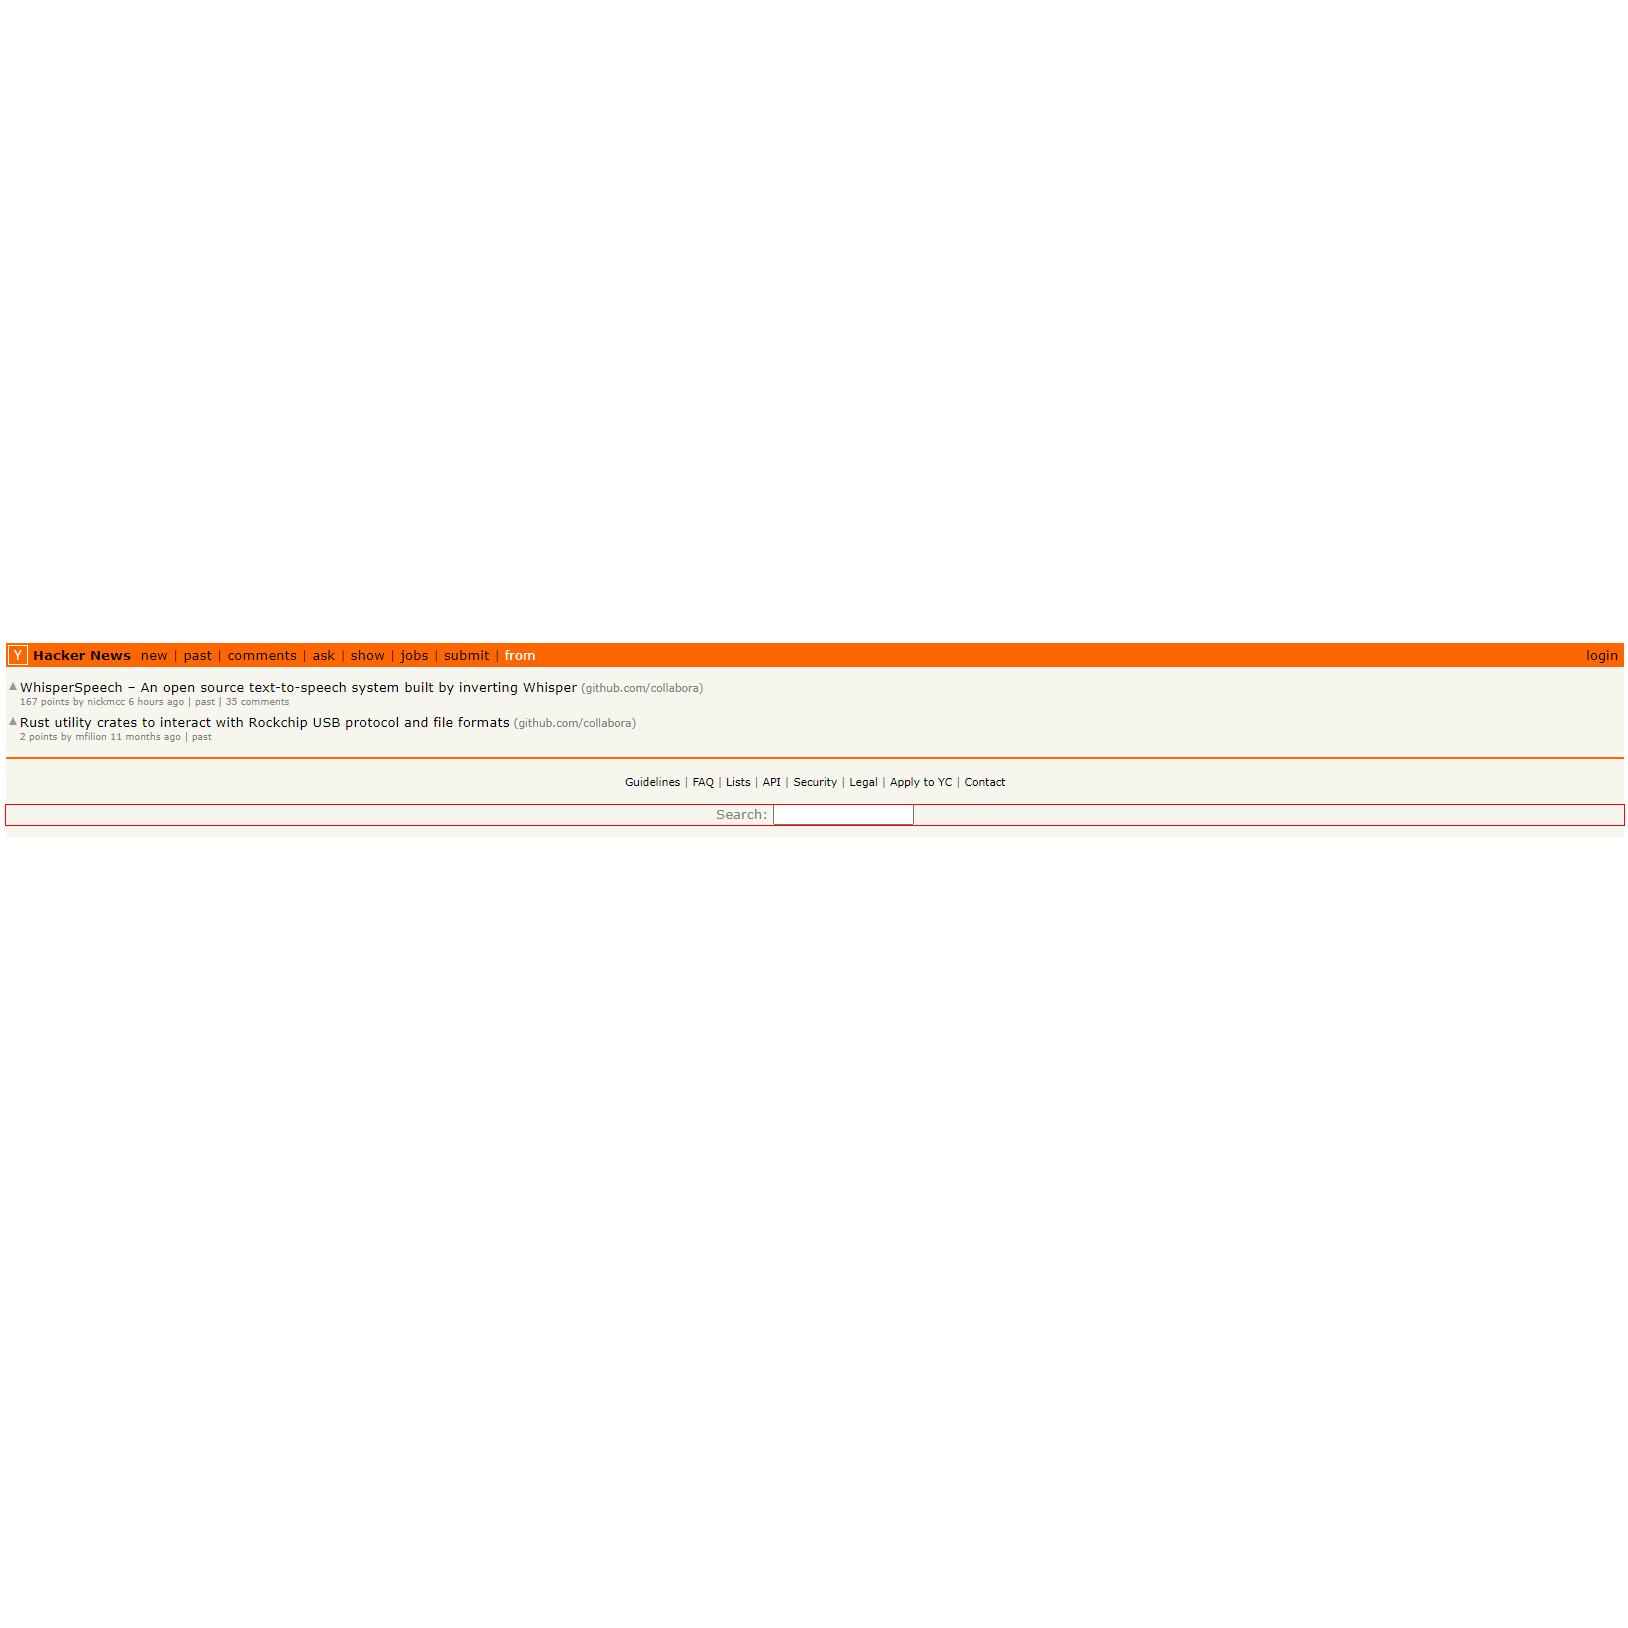 Y Hacker News new | past | comments | ask | show | jobs | submit | from login
WhisperSpeech – An open source text-to-speech system built by inverting Whisper (github.com/collabora)
167 points by nickmcc 6 hours ago | past | 35 comments
Rust utility crates to interact with Rockchip USB protocol and file formats (github.com/collabora)
2 points by mfilion 11 months ago | past
Guidelines | FAQ | Lists | API | Security | Legal | Apply to YC | Contact
Search: